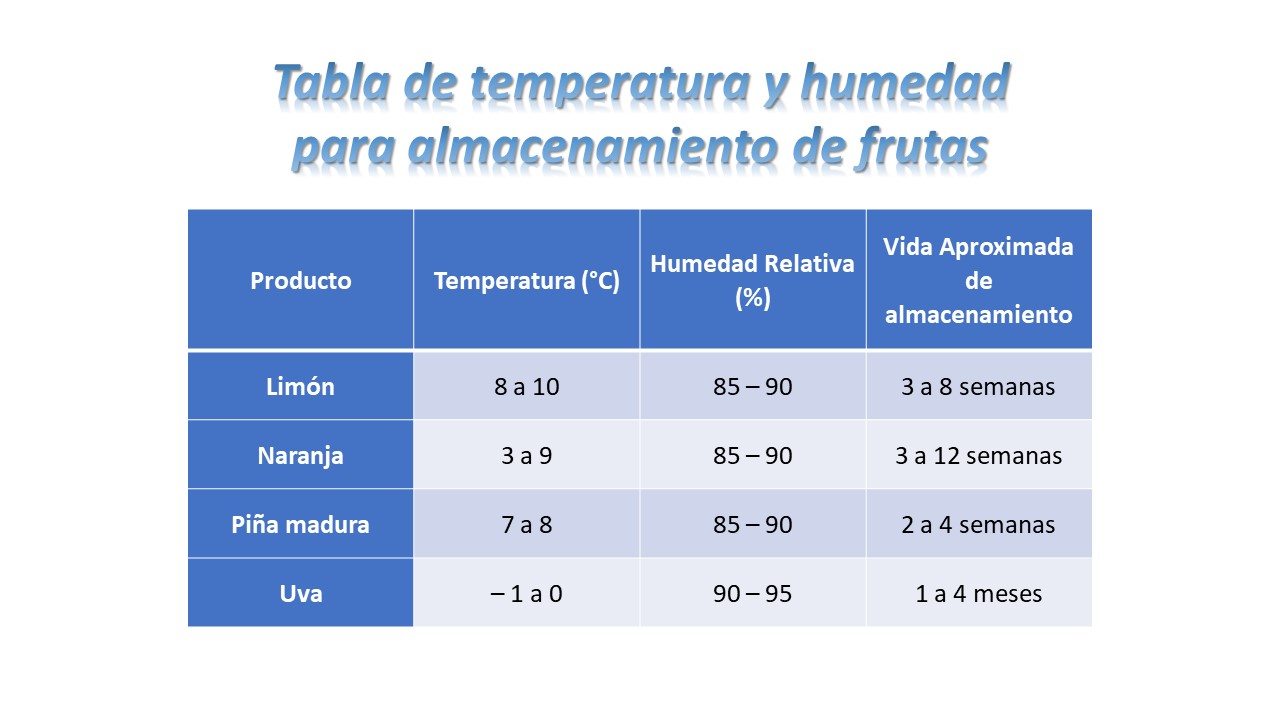 Tabla de temperatura y humedad
para almacenamiento de frutas
Producto
Temperatura (°C)
Humedad Relativa
(%)
Vida Aproximada
de
almacenamiento
Limón
8 a 10
85 – 90
3 a 8 semanas
Naranja
3 a 9
85 – 90
3 a 12 semanas
Piña madura
7 a 8
85 – 90
2 a 4 semanas
Uva
– 1 a 0
90 – 95
1 a 4 meses